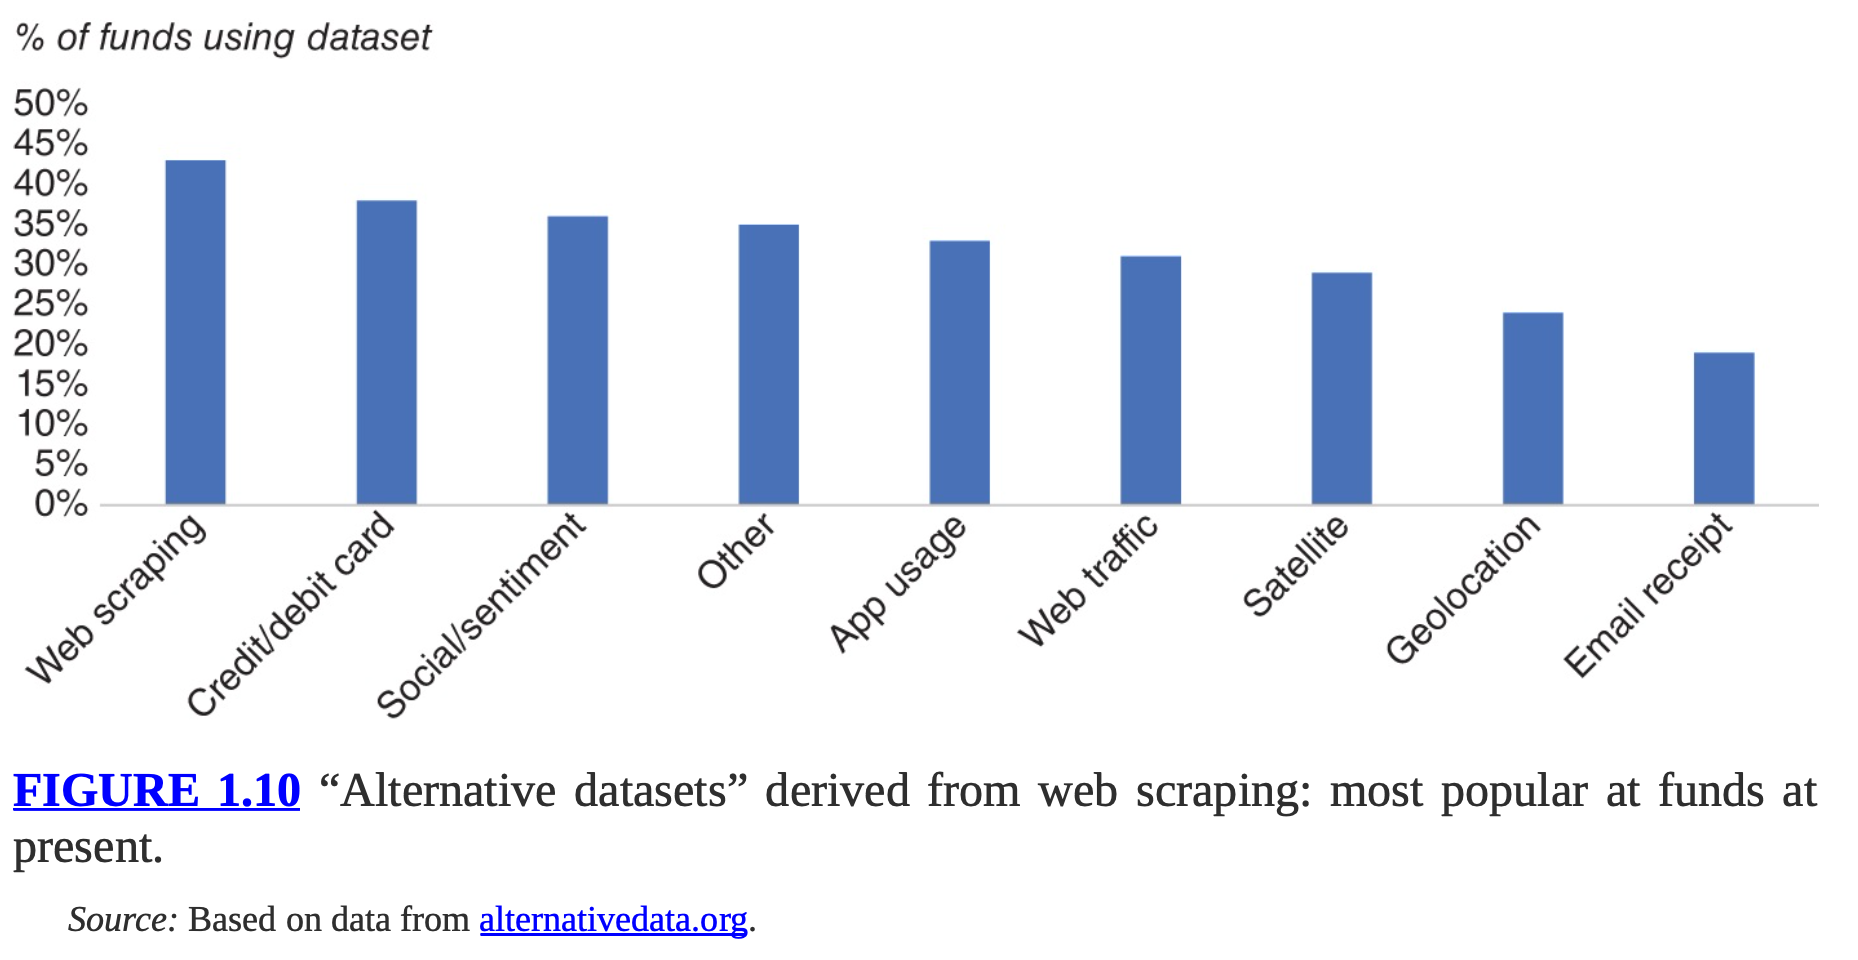 % of funds using dataset
50%
45%
40%
35%
30%
25%
20%
15%
10%
5%
0%
Web scraping
Credit/debit card
Social/sentiment
Other
App usage
Web traffic
Satellite
Geolocation
Email receipt
FIGURE 1.10 “Alternative datasets” derived from web scraping: most popular at funds at
present.
Source: Based on data from alternativedata.org.